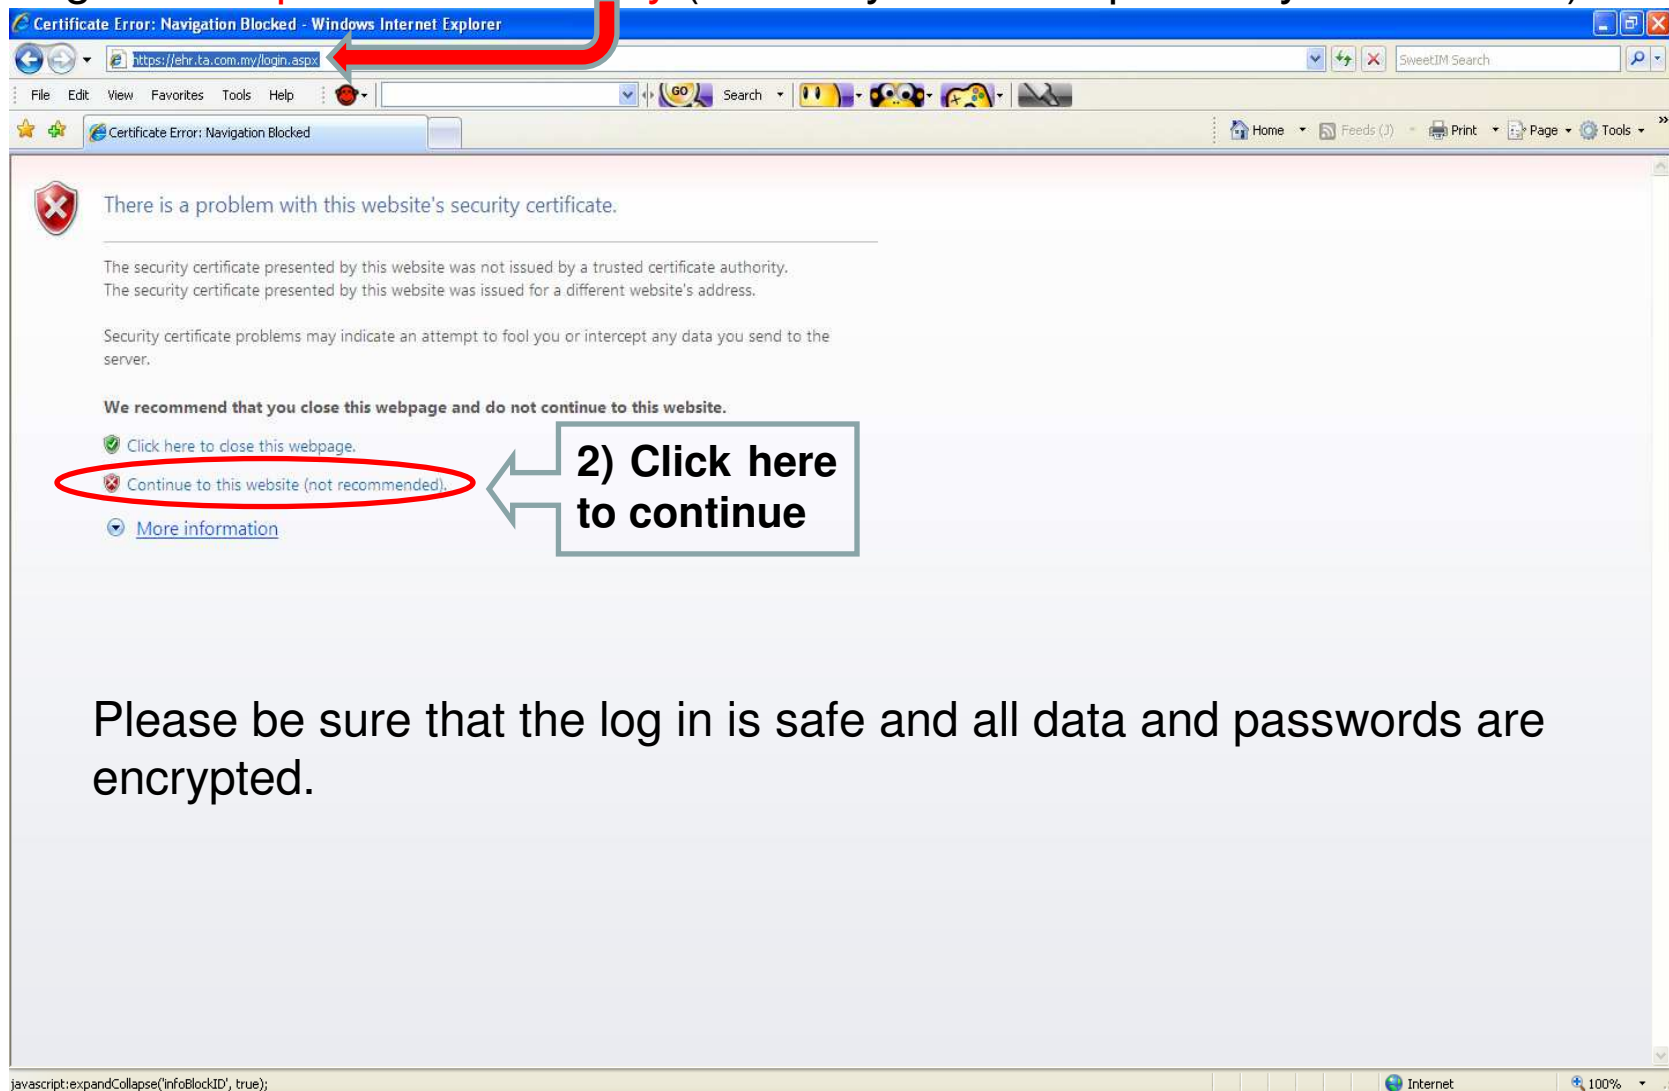 Certificate Error: Navigation Blocked - Windows Internet Explorer
https://ehr.ta.com.my/login.aspx
SweetIM Search
File Edit View Favorites Tools Help
GO Search
Certificate Error: Navigation Blocked
Home Feeds (J) Print Page Tools
There is a problem with this website's security certificate.
The security certificate presented by this website was not issued by a trusted certificate authority.
The security certificate presented by this website was issued for a different website's address.
Security certificate problems may indicate an attempt to fool you or intercept any data you send to the
server.
We recommend that you close this webpage and do not continue to this website.
Click here to close this webpage.
Continue to this website (not recommended).
2) Click here
to continue
More information
Please be sure that the log in is safe and all data and passwords are
encrypted.
javascript:expandCollapse('infoBlockID', true);
Internet
100%